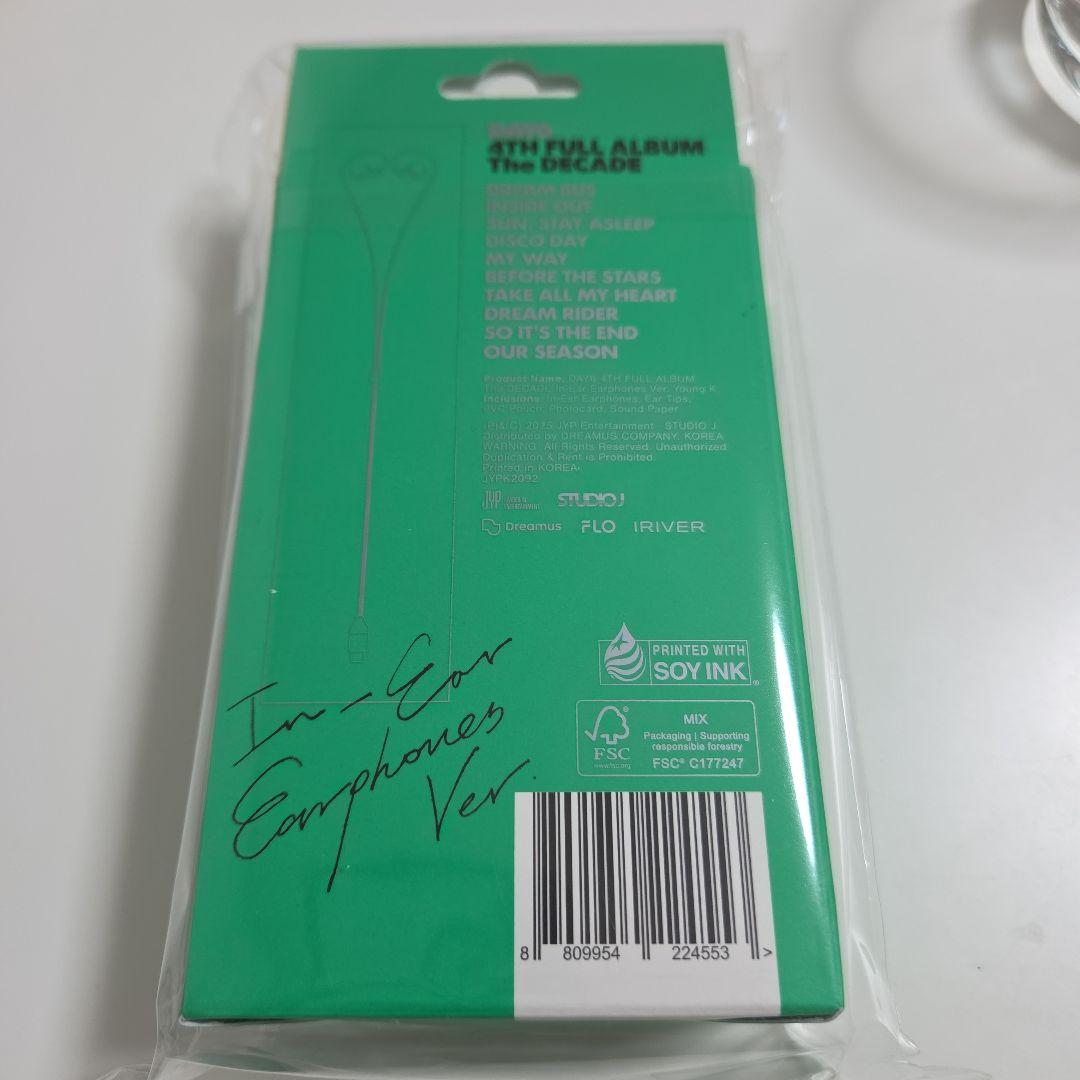 DAY6
4TH FULL ALBUM
The DECADE
DREAM BUS
INSIDE OUT
SUN, STAY ASLEEP
DISCO DAY
MY WAY
BEFORE THE STARS
TAKE ALL MY HEART
DREAM RIDER
SO IT'S THE END
OUR SEASON
Product Name. DAY6 4TH FULL ALBUM
The DECADE In-Ear Earphones Ver. Young K
Inclusions. In-Ear Earphones, Ear Tips,
PVC Pouch, Photocard, Sound Paper
(P)&(C) 2025 JYP Entertainment STUDIO J
Distributed by DREAMUS COMPANY, KOREA
WARNING: All Rights Reserved. Unauthorized
Duplication & Rent is Prohibited.
Printed in KOREA
JYPK2092
JYP ENTERTAINMENT STUDIO J
Dreamus FLO IRIVER
PRINTED WITH
SOY INK
FSC
www.fsc.org
MIX
Packaging | Supporting
responsible forestry
FSC® C177247
In-Ear
Earphones
Ver.
8 809954 224553 >